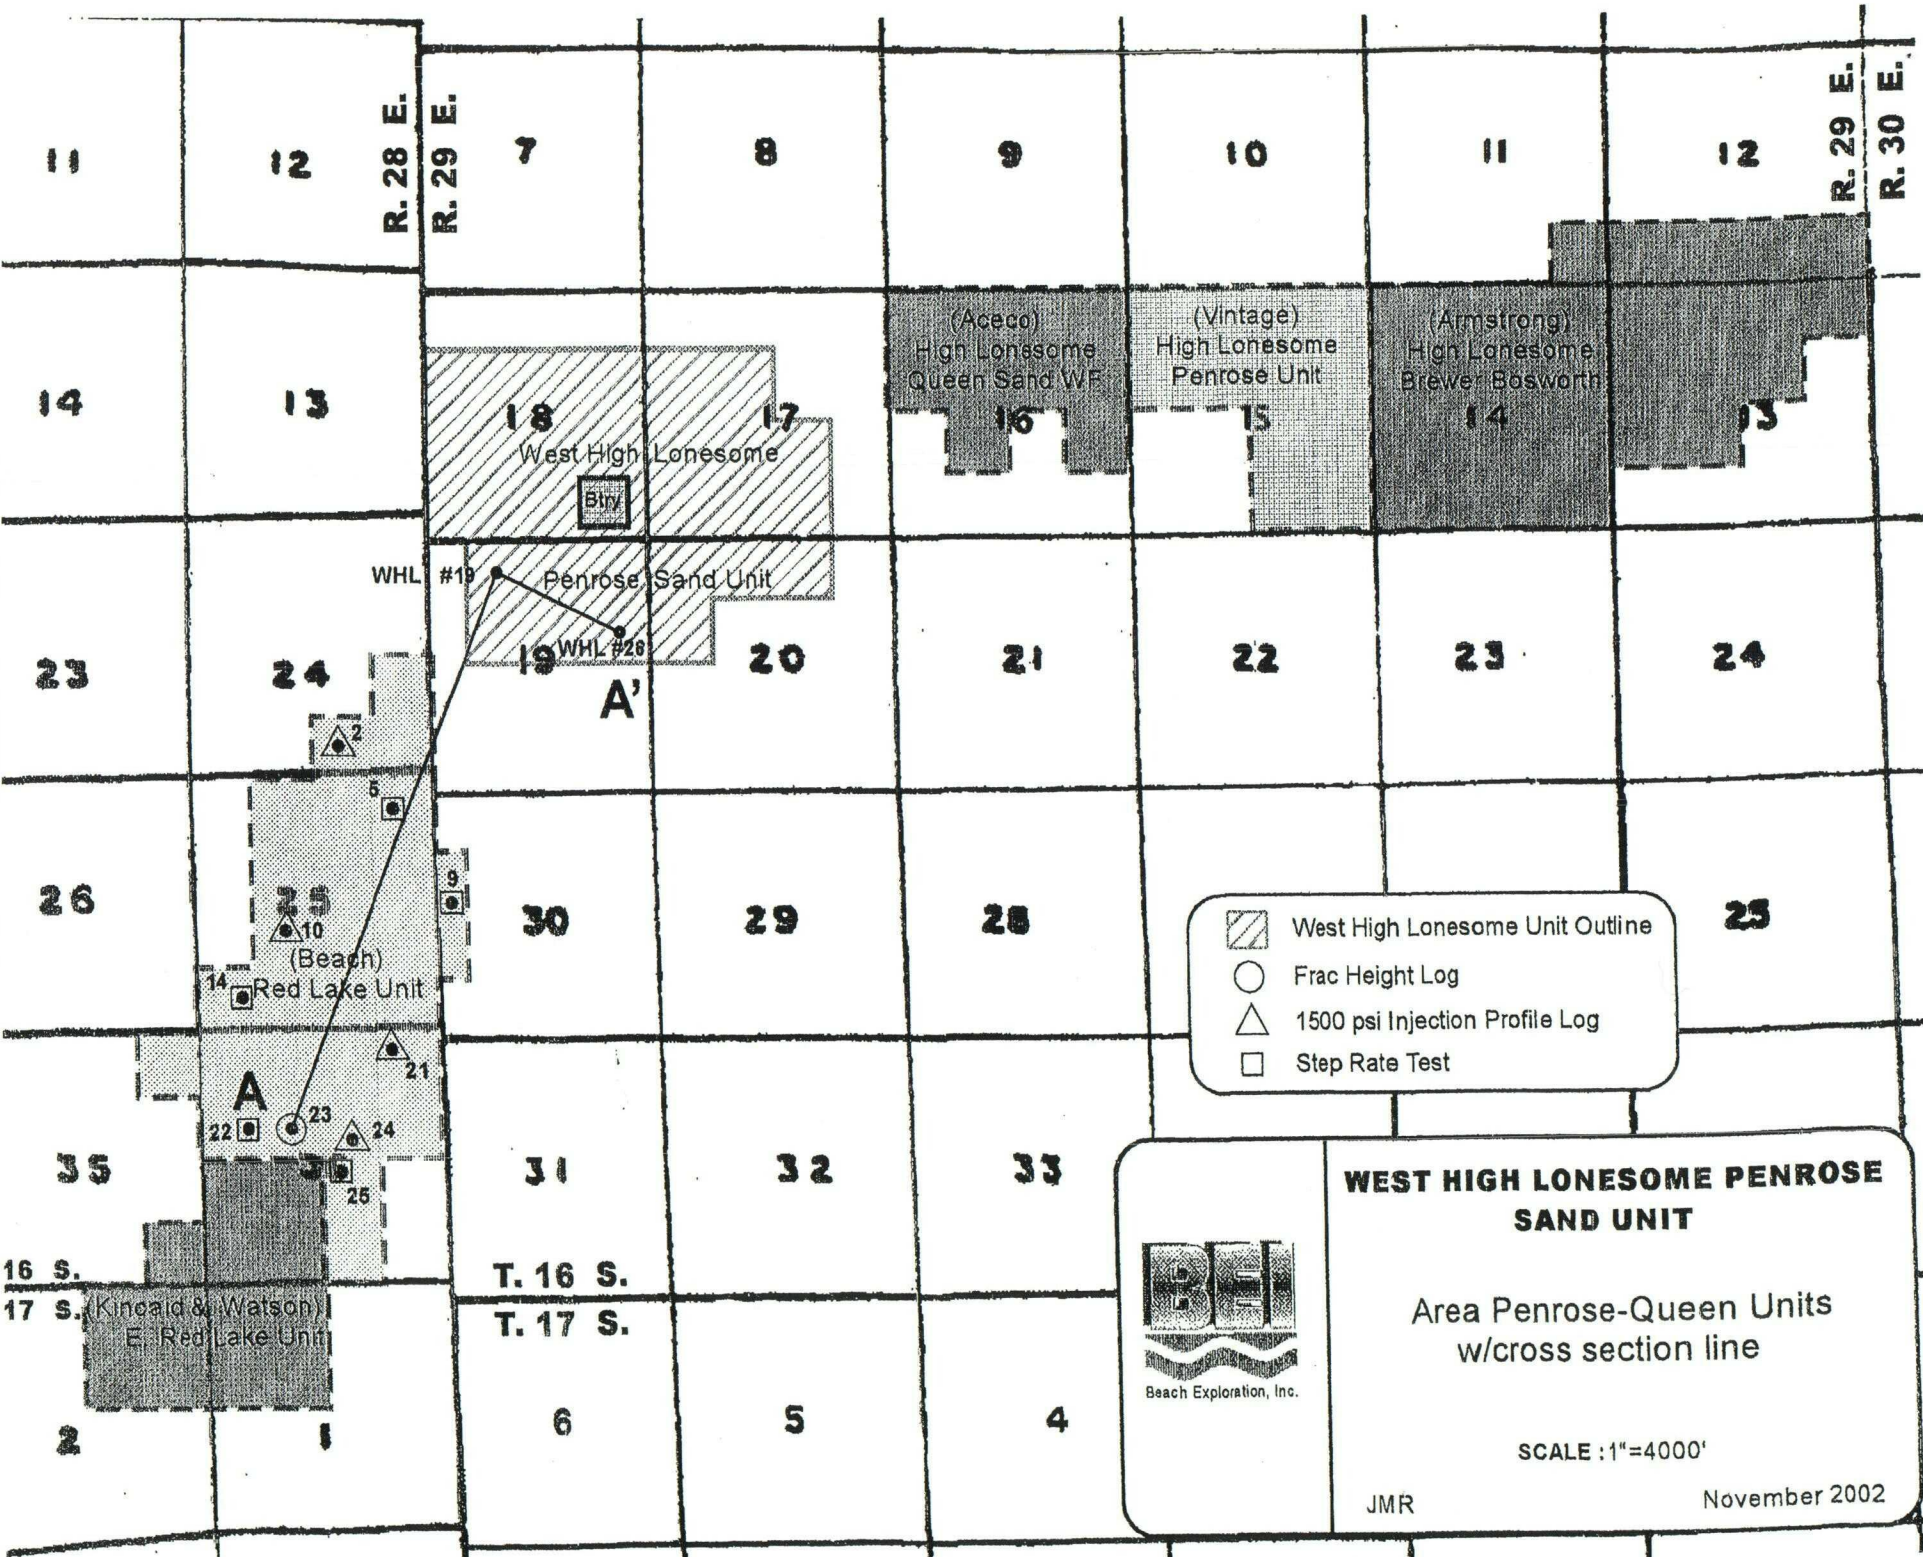 R. 28 E.
R. 29 E.
R. 29 E.
R. 30 E.
11
12
7
8
9
10
11
12
(Aceco)
High Lonesome
Queen Sand WF
(Vintage)
High Lonesome
Penrose Unit
(Armstrong)
High Lonesome
Brewer Bosworth
14
13
18
17
16
15
14
13
West High Lonesome
Btry
WHL #19
Penrose Sand Unit
WHL #26
23
24
19
20
21
22
23
24
A'
2
5
9
26
25
30
29
28
25
10
(Beach)
Red Lake Unit
14
West High Lonesome Unit Outline
Frac Height Log
1500 psi Injection Profile Log
Step Rate Test
21
A
22
23
24
25
35
31
32
33
16 S.
17 S.
T. 16 S.
T. 17 S.
(Kincaid & Watson)
E. Red Lake Unit
2
1
6
5
4
WEST HIGH LONESOME PENROSE
SAND UNIT
Area Penrose-Queen Units
w/cross section line
BEI
Beach Exploration, Inc.
SCALE : 1"=4000'
JMR
November 2002